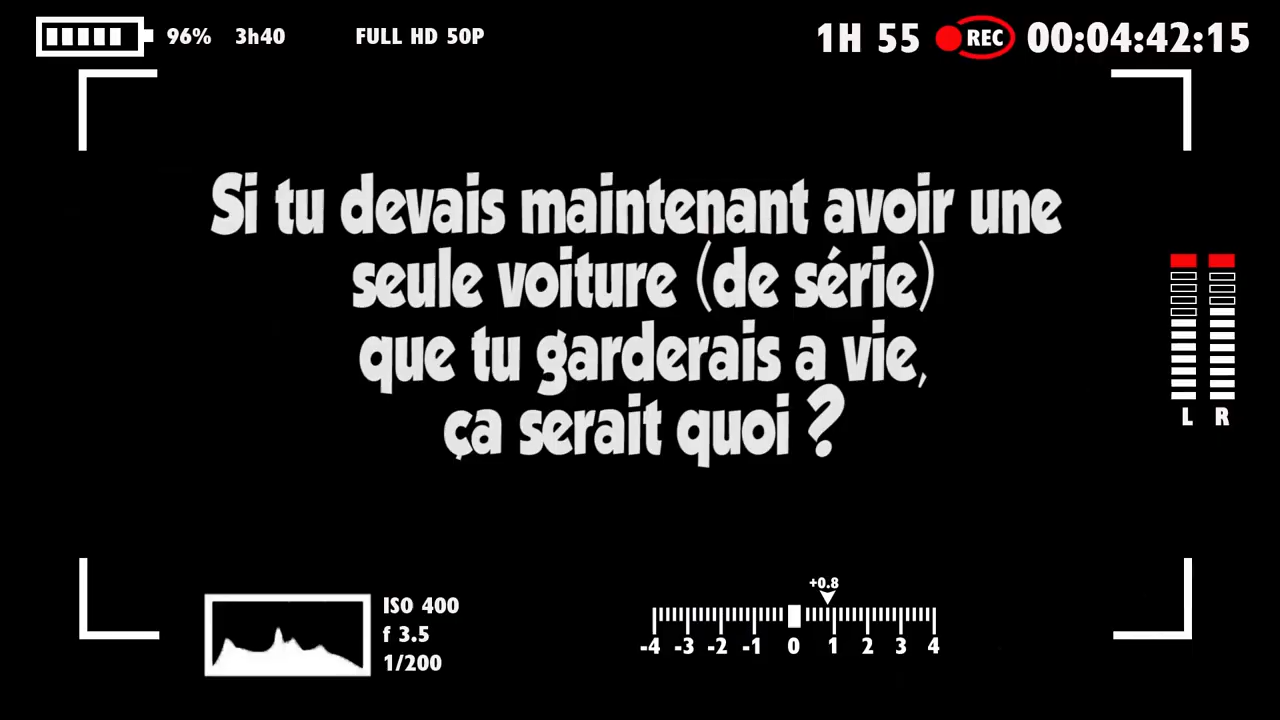 96% 3h40 FULL HD 50P 1H 55 REC 00:04:42:15
Si tu devais maintenant avoir une
seule voiture (de série)
que tu garderais a vie,
ça serait quoi ?
L R
ISO 400
f 3.5
1/200
+0.8
-4 -3 -2 -1 0 1 2 3 4